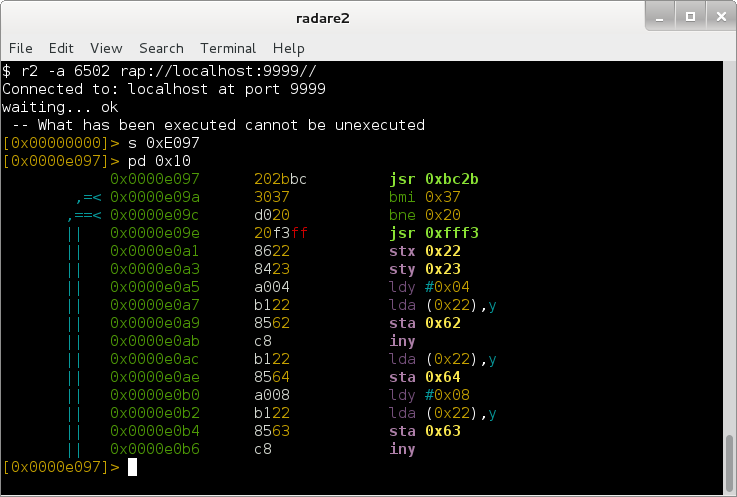 radare2
File Edit View Search Terminal Help
$ r2 -a 6502 rap://localhost:9999//
Connected to: localhost at port 9999
waiting... ok
 -- What has been executed cannot be unexecuted
[0x00000000]> s 0xE097
[0x0000e097]> pd 0x10
            0x0000e097      202bbc         jsr 0xbc2b
        ,=< 0x0000e09a      3037           bmi 0x37
       ,==< 0x0000e09c      d020           bne 0x20
       ||   0x0000e09e      20f3ff         jsr 0xfff3
       ||   0x0000e0a1      8622           stx 0x22
       ||   0x0000e0a3      8423           sty 0x23
       ||   0x0000e0a5      a004           ldy #0x04
       ||   0x0000e0a7      b122           lda (0x22),y
       ||   0x0000e0a9      8562           sta 0x62
       ||   0x0000e0ab      c8             iny
       ||   0x0000e0ac      b122           lda (0x22),y
       ||   0x0000e0ae      8564           sta 0x64
       ||   0x0000e0b0      a008           ldy #0x08
       ||   0x0000e0b2      b122           lda (0x22),y
       ||   0x0000e0b4      8563           sta 0x63
       ||   0x0000e0b6      c8             iny
[0x0000e097]>